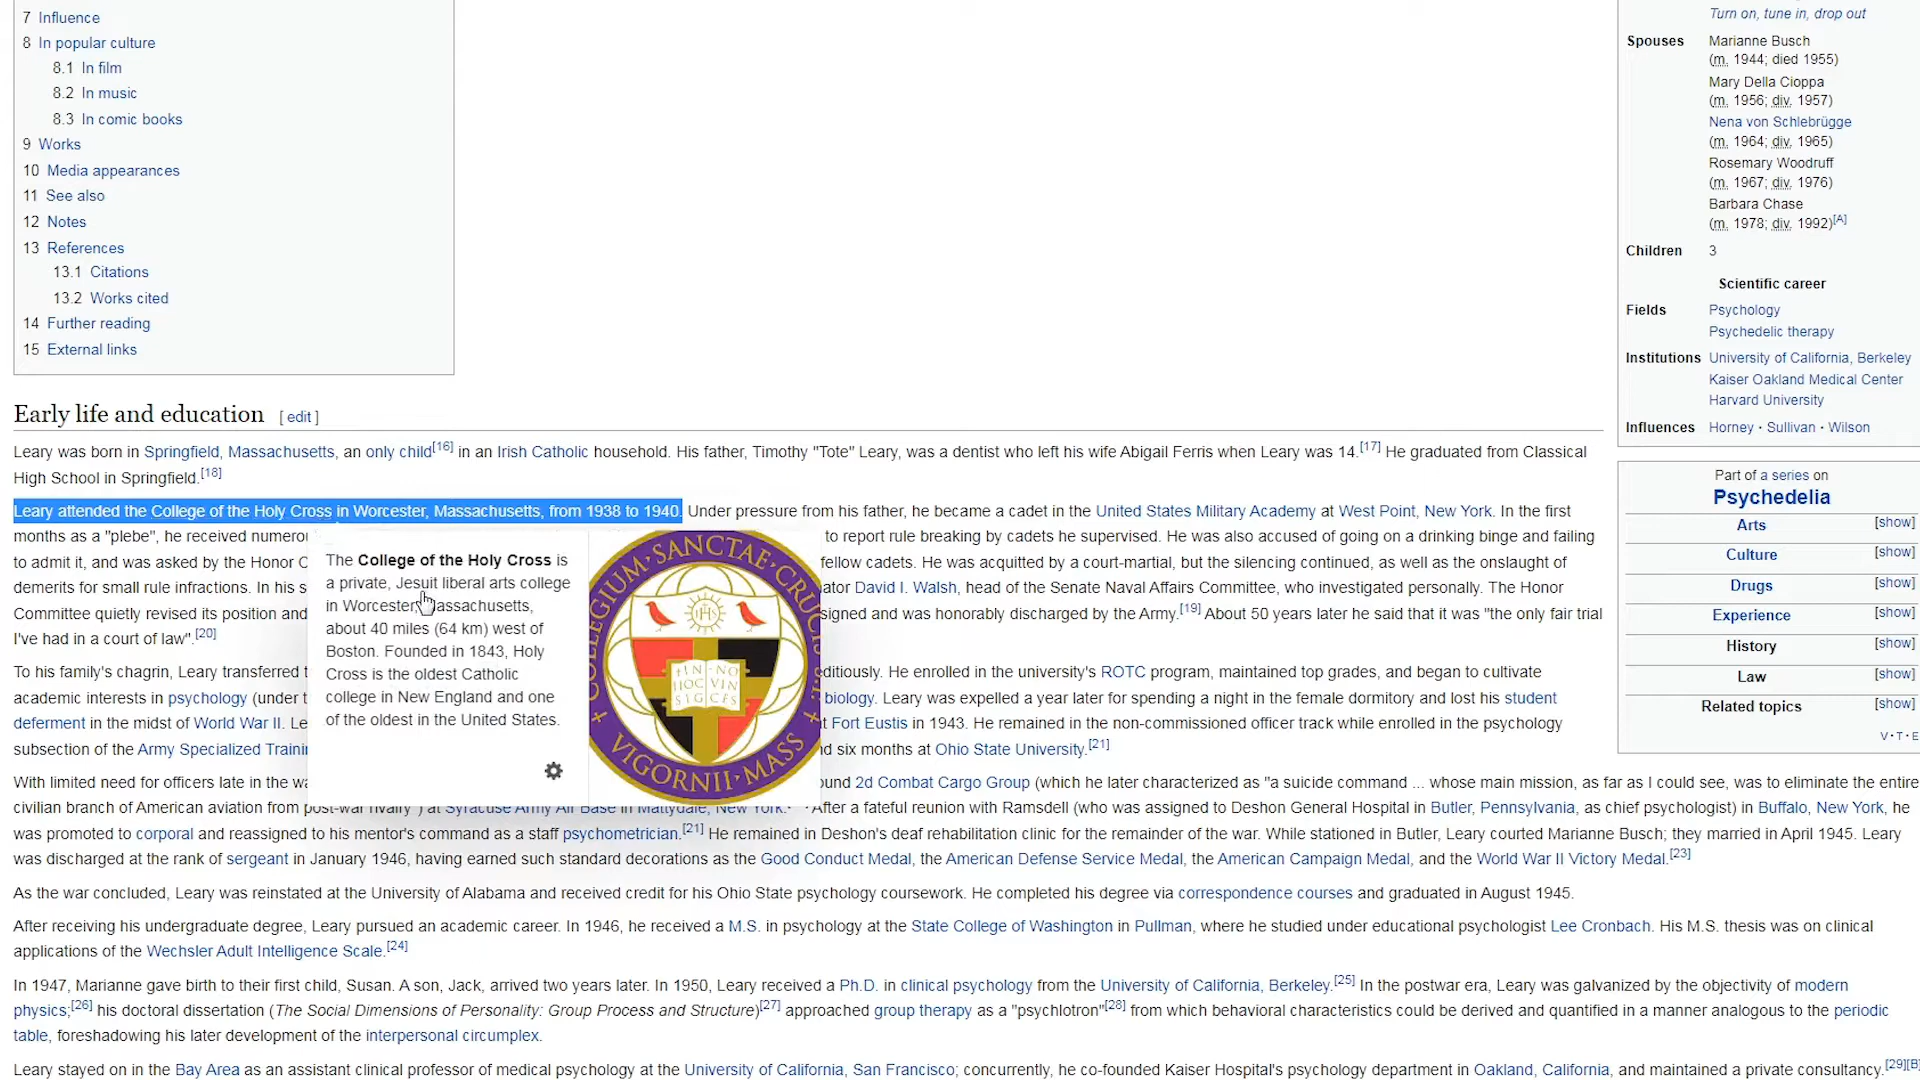 7 Influence
8 In popular culture
8.1 In film
8.2 In music
8.3 In comic books
9 Works
10 Media appearances
11 See also
12 Notes
13 References
13.1 Citations
13.2 Works cited
14 Further reading
15 External links
Turn on, tune in, drop out
Spouses Marianne Busch
(m. 1944; died 1955)
Mary Della Cioppa
(m. 1956; div. 1957)
Nena von Schlebrügge
(m. 1964; div. 1965)
Rosemary Woodruff
(m. 1967; div. 1976)
Barbara Chase
(m. 1978; div. 1992)[A]
Children 3
Scientific career
Fields Psychology
Psychedelic therapy
Institutions University of California, Berkeley
Kaiser Oakland Medical Center
Harvard University
Influences Horney • Sullivan • Wilson
Part of a series on
Psychedelia
Arts [show]
Culture [show]
Drugs [show]
Experience [show]
History [show]
Law [show]
Related topics [show]
V • T • E
Early life and education [ edit ]
Leary was born in Springfield, Massachusetts, an only child[16] in an Irish Catholic household. His father, Timothy "Tote" Leary, was a dentist who left his wife Abigail Ferris when Leary was 14.[17] He graduated from Classical
High School in Springfield.[18]
Leary attended the College of the Holy Cross in Worcester, Massachusetts, from 1938 to 1940. Under pressure from his father, he became a cadet in the United States Military Academy at West Point, New York. In the first
months as a "plebe", he received to report rule breaking by cadets he supervised. He was also accused of going on a drinking binge and failing
to admit it, and was asked by the Honor fellow cadets. He was acquitted by a court-martial, but the silencing continued, as well as the onslaught of
demerits for small rule infractions. In his David I. Walsh, head of the Senate Naval Affairs Committee, who investigated personally. The Honor
Committee quietly revised its position and and was honorably discharged by the Army.[19] About 50 years later he said that it was "the only fair trial
I've had in a court of law".[20]
To his family's chagrin, Leary transferred He enrolled in the university's ROTC program, maintained top grades, and began to cultivate
academic interests in psychology (under biology. Leary was expelled a year later for spending a night in the female dormitory and lost his student
deferment in the midst of World War II. Fort Eustis in 1943. He remained in the non-commissioned officer track while enrolled in the psychology
subsection of the Army Specialized and six months at Ohio State University.[21]
With limited need for officers late in the 2d Combat Cargo Group (which he later characterized as "a suicide command ... whose main mission, as far as I could see, was to eliminate the entire
civilian branch of American aviation from post-war rivalry") at Syracuse Army Air Base in Mattydale, New York. After a fateful reunion with Ramsdell (who was assigned to Deshon General Hospital in Butler, Pennsylvania, as chief psychologist) in Buffalo, New York, he
was promoted to corporal and reassigned to his mentor's command as a staff psychometrician.[21] He remained in Deshon's deaf rehabilitation clinic for the remainder of the war. While stationed in Butler, Leary courted Marianne Busch; they married in April 1945. Leary
was discharged at the rank of sergeant in January 1946, having earned such standard decorations as the Good Conduct Medal, the American Defense Service Medal, the American Campaign Medal, and the World War II Victory Medal.[23]
As the war concluded, Leary was reinstated at the University of Alabama and received credit for his Ohio State psychology coursework. He completed his degree via correspondence courses and graduated in August 1945.
After receiving his undergraduate degree, Leary pursued an academic career. In 1946, he received a M.S. in psychology at the State College of Washington in Pullman, where he studied under educational psychologist Lee Cronbach. His M.S. thesis was on clinical
applications of the Wechsler Adult Intelligence Scale.[24]
In 1947, Marianne gave birth to their first child, Susan. A son, Jack, arrived two years later. In 1950, Leary received a Ph.D. in clinical psychology from the University of California, Berkeley.[25] In the postwar era, Leary was galvanized by the objectivity of modern
physics;[26] his doctoral dissertation (The Social Dimensions of Personality: Group Process and Structure)[27] approached group therapy as a "psychlotron"[28] from which behavioral characteristics could be derived and quantified in a manner analogous to the periodic
table, foreshadowing his later development of the interpersonal circumplex.
Leary stayed on in the Bay Area as an assistant clinical professor of medical psychology at the University of California, San Francisco; concurrently, he co-founded Kaiser Hospital's psychology department in Oakland, California, and maintained a private consultancy.[29][B]
The College of the Holy Cross is
a private, Jesuit liberal arts college
in Worcester, Massachusetts,
about 40 miles (64 km) west of
Boston. Founded in 1843, Holy
Cross is the oldest Catholic
college in New England and one
of the oldest in the United States.
COLLEGIUM SANCTAE CRUCIS
VIGORNII MASS
IHS
IN HOC SIG
NO VIN CES